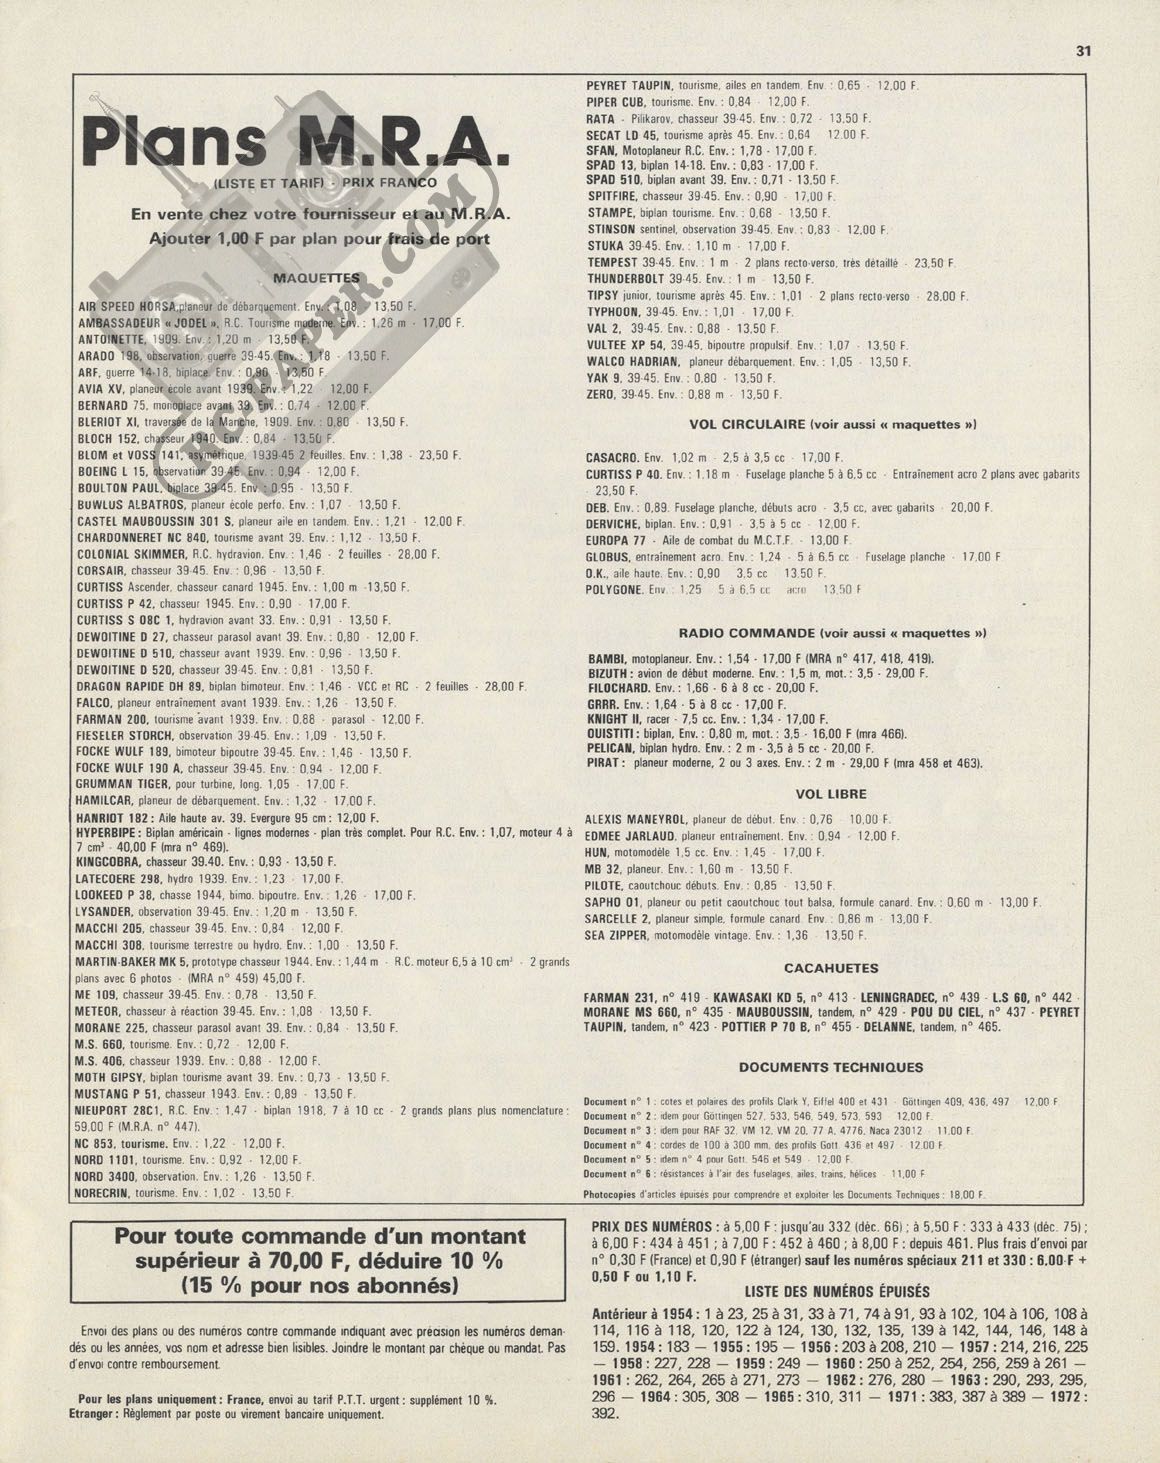 31
Plans M.R.A.
(LISTE ET TARIF) - PRIX FRANCO
En vente chez votre fournisseur et au M.R.A.
Ajouter 1,00 F par plan pour frais de port
RC-PAPER.COM
MAQUETTES
AIR SPEED HORSA, planeur de débarquement. Env. : 1,08 - 13,50 F.
AMBASSADEUR « JODEL », R.C. Tourisme moderne. Env. : 1,26 m - 17,00 F.
ANTOINETTE, 1909. Env. : 1,20 m - 13,50 F.
ARADO 198, observation, guerre 39-45. Env. : 1,18 - 13,50 F.
ARF, guerre 14-18, biplace. Env. : 0,90 - 13,50 F.
AVIA XV, planeur école avant 1939. Env. : 1,22 - 12,00 F.
BERNARD 75, monoplace avant 39. Env. : 0,74 - 12,00 F.
BLERIOT XI, traversée de la Manche, 1909. Env. : 0,80 - 13,50 F.
BLOCH 152, chasseur 1940. Env. : 0,84 - 13,50 F.
BLOM et VOSS 141, asymétrique, 1939-45 2 feuilles. Env. : 1,38 - 23,50 F.
BOEING L 15, observation 39-45. Env. : 0,94 - 12,00 F.
BOULTON PAUL, biplace 39-45. Env. : 0,95 - 13,50 F.
BUWLUS ALBATROS, planeur école perfo. Env. : 1,07 - 13,50 F.
CASTEL MAUBOUSSIN 301 S, planeur aile en tandem. Env. : 1,21 - 12,00 F.
CHARDONNERET NC 840, tourisme avant 39. Env. : 1,12 - 13,50 F.
COLONIAL SKIMMER, R.C. hydravion. Env. : 1,46 - 2 feuilles - 28,00 F.
CORSAIR, chasseur 39-45. Env. : 0,96 - 13,50 F.
CURTISS Ascender, chasseur canard 1945. Env. : 1,00 m -13,50 F.
CURTISS P 42, chasseur 1945. Env. : 0,90 - 17,00 F.
CURTISS S O8C 1, hydravion avant 33. Env. : 0,91 - 13,50 F.
DEWOITINE D 27, chasseur parasol avant 39. Env. : 0,80 - 12,00 F.
DEWOITINE D 510, chasseur avant 1939. Env. : 0,96 - 13,50 F.
DEWOITINE D 520, chasseur 39-45. Env. : 0,81 - 13,50 F.
DRAGON RAPIDE DH 89, biplan bimoteur. Env. : 1,46 - VCC et RC - 2 feuilles - 28,00 F.
FALCO, planeur entraînement avant 1939. Env. : 1,26 - 13,50 F.
FARMAN 200, tourisme avant 1939. Env. : 0,88 - parasol - 12,00 F.
FIESELER STORCH, observation 39-45. Env. : 1,09 - 13,50 F.
FOCKE WULF 189, bimoteur bipoutre 39-45. Env. : 1,46 - 13,50 F.
FOCKE WULF 190 A, chasseur 39-45. Env. : 0,94 - 12,00 F.
GRUMMAN TIGER, pour turbine, long. 1,05 - 17,00 F.
HAMILCAR, planeur de débarquement. Env. : 1,32 - 17,00 F.
HANRIOT 182 : Aile haute av. 39. Evergure 95 cm : 12,00 F.
HYPERBIPE : Biplan américain - lignes modernes - plan très complet. Pour R.C. Env. : 1,07, moteur 4 à
7 cm³ - 40,00 F (mra n° 469).
KINGCOBRA, chasseur 39.40. Env. : 0,93 - 13,50 F.
LATECOERE 298, hydro 1939. Env. : 1,23 - 17,00 F.
LOOKEED P 38, chasse 1944, bimo. bipoutre. Env. : 1,26 - 17,00 F.
LYSANDER, observation 39-45. Env. : 1,20 m - 13,50 F.
MACCHI 205, chasseur 39-45. Env. : 0,84 - 12,00 F.
MACCHI 308, tourisme terrestre ou hydro. Env. : 1,00 - 13,50 F.
MARTIN-BAKER MK 5, prototype chasseur 1944. Env. : 1,44 m - R.C. moteur 6,5 à 10 cm³ - 2 grands
plans avec 6 photos - (MRA n° 459) 45,00 F.
ME 109, chasseur 39-45. Env. : 0,78 - 13,50 F.
METEOR, chasseur à réaction 39-45. Env. : 1,08 - 13,50 F.
MORANE 225, chasseur parasol avant 39. Env. : 0,84 - 13,50 F.
M.S. 660, tourisme. Env. : 0,72 - 12,00 F.
M.S. 406, chasseur 1939. Env. : 0,88 - 12,00 F.
MOTH GIPSY, biplan tourisme avant 39. Env. : 0,73 - 13,50 F.
MUSTANG P 51, chasseur 1943. Env. : 0,89 - 13,50 F.
NIEUPORT 28C1, R.C. Env. : 1,47 - biplan 1918, 7 à 10 cc - 2 grands plans plus nomenclature :
59,00 F (M.R.A. n° 447).
NC 853, tourisme. Env. : 1,22 - 12,00 F.
NORD 1101, tourisme. Env. : 0,92 - 12,00 F.
NORD 3400, observation. Env. : 1,26 - 13,50 F.
NORECRIN, tourisme. Env. : 1,02 - 13,50 F.
PEYRET TAUPIN, tourisme, ailes en tandem. Env. : 0,65 - 12,00 F.
PIPER CUB, tourisme. Env. : 0,84 - 12,00 F.
RATA - Pilikarov, chasseur 39-45. Env. : 0,72 - 13,50 F.
SECAT LD 45, tourisme après 45. Env. : 0,64 12.00 F.
SFAN, Motoplaneur R.C. Env. : 1,78 - 17,00 F.
SPAD 13, biplan 14-18. Env. : 0,83 - 17,00 F.
SPAD 510, biplan avant 39. Env. : 0,71 - 13,50 F.
SPITFIRE, chasseur 39-45. Env. : 0,90 - 17,00 F.
STAMPE, biplan tourisme. Env. : 0,68 - 13,50 F.
STINSON sentinel, observation 39-45. Env. : 0,83 - 12,00 F.
STUKA 39-45. Env. : 1,10 m - 17,00 F.
TEMPEST 39-45. Env. : 1 m - 2 plans recto-verso, très détaillé - 23,50 F.
THUNDERBOLT 39-45. Env. : 1 m - 13,50 F.
TIPSY junior, tourisme après 45. Env. : 1,01 - 2 plans recto-verso - 28,00 F.
TYPHOON, 39-45. Env. : 1,01 - 17,00 F.
VAL 2, 39-45. Env. : 0,88 - 13,50 F.
VULTEE XP 54, 39-45, bipoutre propulsif. Env. : 1,07 - 13,50 F.
WALCO HADRIAN, planeur débarquement. Env. : 1,05 - 13,50 F.
YAK 9, 39-45. Env. : 0,80 - 13,50 F.
ZERO, 39-45. Env. : 0,88 m - 13,50 F.
VOL CIRCULAIRE (voir aussi « maquettes »)
CASACRO. Env. 1,02 m - 2,5 à 3,5 cc - 17,00 F.
CURTISS P 40. Env. : 1,18 m - Fuselage planche 5 à 6,5 cc - Entraînement acro 2 plans avec gabarits
- 23,50 F.
DEB. Env. : 0,89. Fuselage planche, débuts acro - 3,5 cc, avec gabarits - 20,00 F.
DERVICHE, biplan. Env. : 0,91 - 3,5 à 5 cc - 12,00 F.
EUROPA 77 - Aile de combat du M.C.T.F. - 13,00 F.
GLOBUS, entraînement acro. Env. : 1,24 - 5 à 6,5 cc - Fuselage planche - 17,00 F
O.K., aile haute. Env. : 0,90 3,5 cc 13,50 F.
POLYGONE. Env. : 1,25 5 à 6,5 cc acro 13,50 F
RADIO COMMANDE (voir aussi « maquettes »)
BAMBI, motoplaneur. Env. : 1,54 - 17,00 F (MRA n° 417, 418, 419).
BIZUTH : avion de début moderne. Env. : 1,5 m, mot. : 3,5 - 29,00 F.
FILOCHARD. Env. : 1,66 - 6 à 8 cc - 20,00 F.
GRRR. Env. : 1,64 - 5 à 8 cc - 17,00 F.
KNIGHT II, racer - 7,5 cc. Env. : 1,34 - 17,00 F.
OUISTITI : biplan, Env. : 0,80 m, mot. : 3,5 - 16,00 F (mra 466).
PELICAN, biplan hydro. Env. : 2 m - 3,5 à 5 cc - 20,00 F.
PIRAT : planeur moderne, 2 ou 3 axes. Env. : 2 m - 29,00 F (mra 458 et 463).
VOL LIBRE
ALEXIS MANEYROL, planeur de début. Env. : 0,76 10,00 F.
EDMEE JARLAUD, planeur entraînement. Env. : 0,94 - 12,00 F.
HUN, motomodèle 1,5 cc. Env. : 1,45 - 17,00 F.
MB 32, planeur. Env. : 1,60 m - 13,50 F.
PILOTE, caoutchouc débuts. Env. : 0,85 - 13,50 F.
SAPHO 01, planeur ou petit caoutchouc tout balsa, formule canard. Env. : 0,60 m - 13,00 F.
SARCELLE 2, planeur simple, formule canard. Env. : 0,86 m - 13,00 F.
SEA ZIPPER, motomodèle vintage. Env. : 1,36 - 13,50 F.
CACAHUETES
FARMAN 231, n° 419 - KAWASAKI KD 5, n° 413 - LENINGRADEC, n° 439 - L.S 60, n° 442 -
MORANE MS 660, n° 435 - MAUBOUSSIN, tandem, n° 429 - POU DU CIEL, n° 437 - PEYRET
TAUPIN, tandem, n° 423 - POTTIER P 70 B, n° 455 - DELANNE, tandem, n° 465.
DOCUMENTS TECHNIQUES
Document n° 1 : cotes et polaires des profils Clark Y, Eiffel 400 et 431 - Göttingen 409, 436, 497 - 12,00 F.
Document n° 2 : idem pour Göttingen 527, 533, 546, 549, 573, 593 12,00 F.
Document n° 3 : idem pour RAF 32, VM 12, VM 20, 77 A, 4776, Naca 23012 - 11,00 F.
Document n° 4 : cordes de 100 à 300 mm, des profils Gott. 436 et 497 - 12,00 F.
Document n° 5 : idem n° 4 pour Gott. 546 et 549 - 12,00 F.
Document n° 6 : résistances à l'air des fuselages, ailes, trains, hélices - 11,00 F
Photocopies d'articles épuisés pour comprendre et exploiter les Documents Techniques : 18,00 F.
Pour toute commande d'un montant
supérieur à 70,00 F, déduire 10 %
(15 % pour nos abonnés)
Envoi des plans ou des numéros contre commande indiquant avec précision les numéros deman-
dés ou les années, vos nom et adresse bien lisibles. Joindre le montant par chèque ou mandat. Pas
d'envoi contre remboursement.
Pour les plans uniquement : France, envoi au tarif P.T.T. urgent : supplément 10 %.
Etranger : Règlement par poste ou virement bancaire uniquement.
PRIX DES NUMÉROS : à 5,00 F : jusqu'au 332 (déc. 66) ; à 5,50 F : 333 à 433 (déc. 75) ;
à 6,00 F : 434 à 451 ; à 7,00 F : 452 à 460 ; à 8,00 F : depuis 461. Plus frais d'envoi par
n° 0,30 F (France) et 0,90 F (étranger) sauf les numéros spéciaux 211 et 330 : 6.00 F +
0,50 F ou 1,10 F.
LISTE DES NUMÉROS ÉPUISÉS
Antérieur à 1954 : 1 à 23, 25 à 31, 33 à 71, 74 à 91, 93 à 102, 104 à 106, 108 à
114, 116 à 118, 120, 122 à 124, 130, 132, 135, 139 à 142, 144, 146, 148 à
159. 1954 : 183 — 1955 : 195 — 1956 : 203 à 208, 210 — 1957 : 214, 216, 225
— 1958 : 227, 228 — 1959 : 249 — 1960 : 250 à 252, 254, 256, 259 à 261 —
1961 : 262, 264, 265 à 271, 273 — 1962 : 276, 280 — 1963 : 290, 293, 295,
296 — 1964 : 305, 308 — 1965 : 310, 311 — 1971 : 383, 387 à 389 — 1972 :
392.